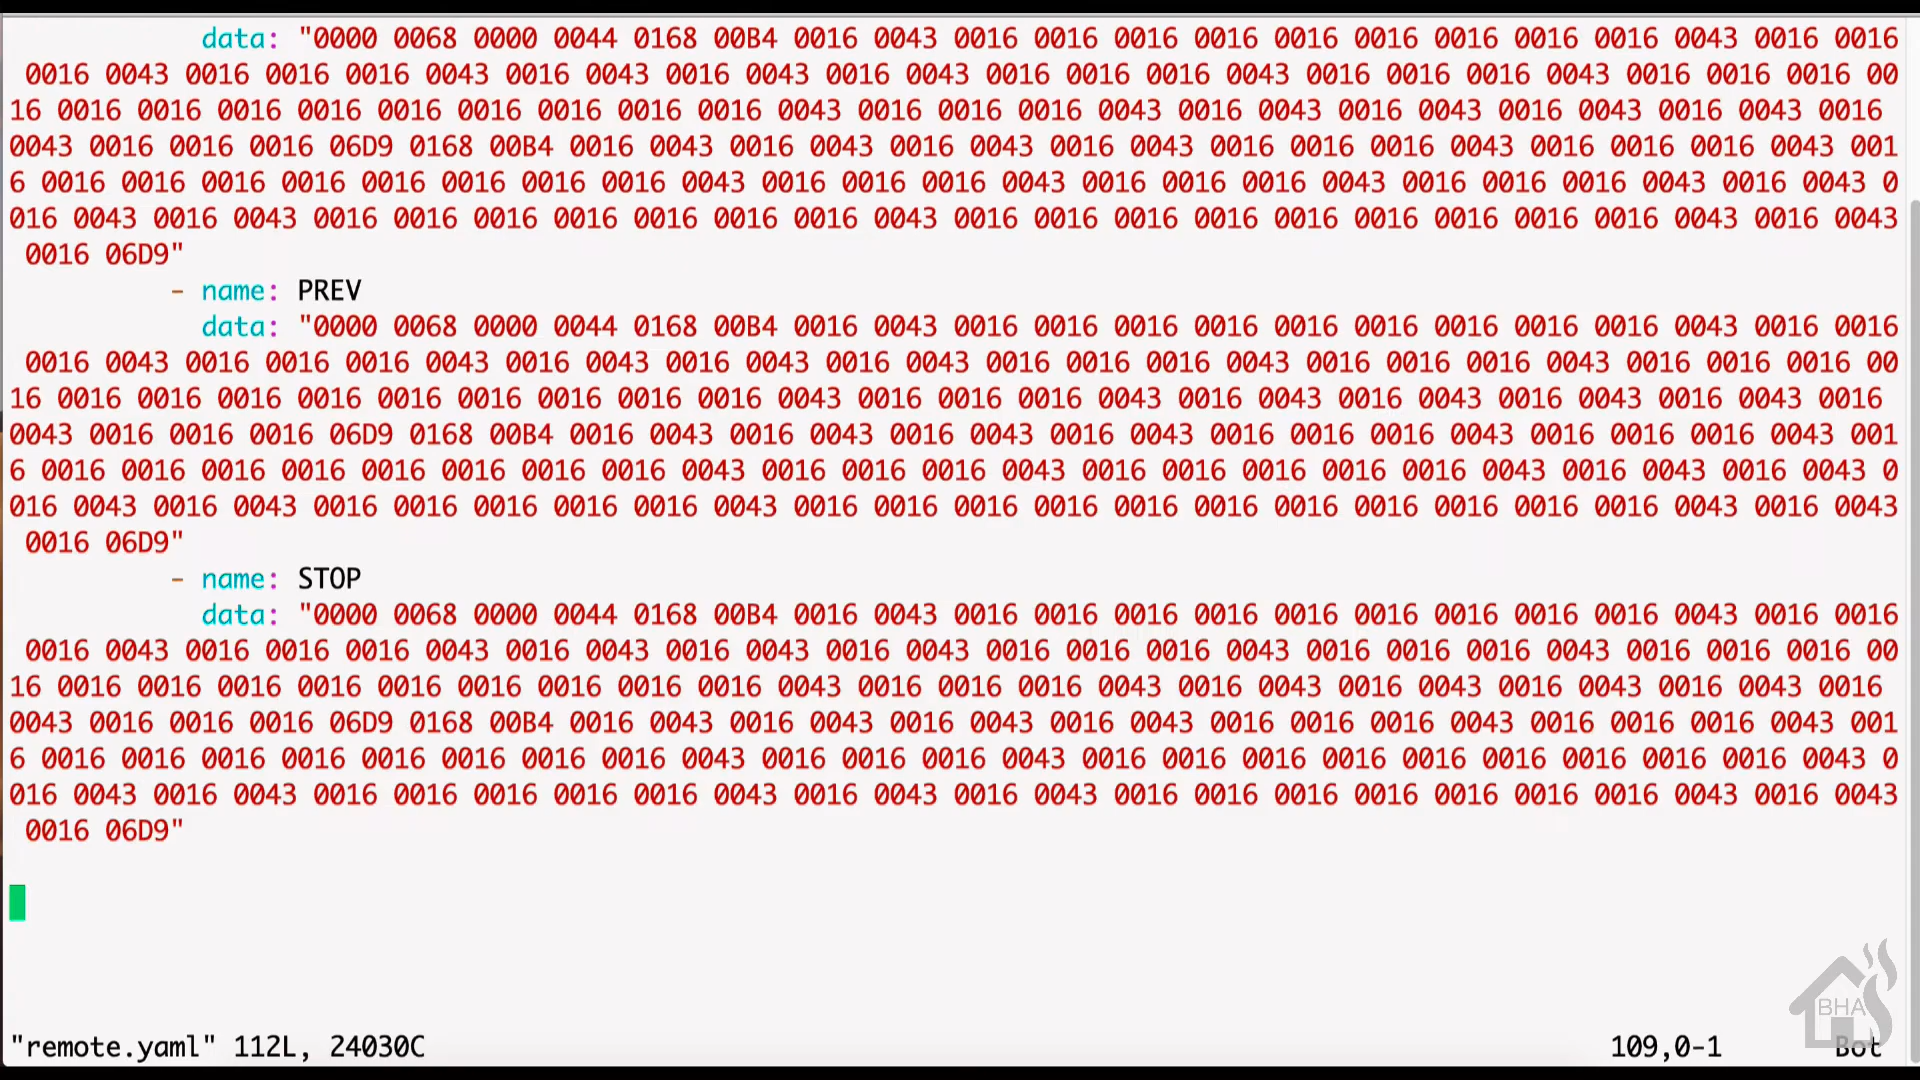 data: "0000 0068 0000 0044 0168 00B4 0016 0043 0016 0016 0016 0016 0016 0016 0016 0016 0016 0043 0016 0016
0016 0043 0016 0016 0016 0043 0016 0043 0016 0043 0016 0043 0016 0016 0016 0043 0016 0016 0016 0043 0016 0016 0016 00
16 0016 0016 0016 0016 0016 0016 0016 0016 0016 0043 0016 0016 0016 0043 0016 0043 0016 0043 0016 0043 0016 0043 0016
0043 0016 0016 0016 06D9 0168 00B4 0016 0043 0016 0043 0016 0043 0016 0043 0016 0016 0016 0043 0016 0016 0016 0043 001
6 0016 0016 0016 0016 0016 0016 0016 0016 0043 0016 0016 0016 0043 0016 0016 0016 0043 0016 0016 0016 0043 0016 0043 0
016 0043 0016 0043 0016 0016 0016 0016 0016 0016 0016 0043 0016 0016 0016 0016 0016 0016 0016 0016 0016 0043 0016 0043
0016 06D9"
- name: PREV
data: "0000 0068 0000 0044 0168 00B4 0016 0043 0016 0016 0016 0016 0016 0016 0016 0016 0016 0043 0016 0016
0016 0043 0016 0016 0016 0043 0016 0043 0016 0043 0016 0043 0016 0016 0016 0043 0016 0016 0016 0043 0016 0016 0016 00
16 0016 0016 0016 0016 0016 0016 0016 0016 0016 0043 0016 0016 0016 0043 0016 0043 0016 0043 0016 0043 0016 0043 0016
0043 0016 0016 0016 06D9 0168 00B4 0016 0043 0016 0043 0016 0043 0016 0043 0016 0016 0016 0043 0016 0016 0016 0043 001
6 0016 0016 0016 0016 0016 0016 0016 0016 0043 0016 0016 0016 0043 0016 0016 0016 0016 0016 0043 0016 0043 0016 0043 0
016 0043 0016 0043 0016 0016 0016 0016 0016 0043 0016 0016 0016 0016 0016 0016 0016 0016 0016 0016 0016 0043 0016 0043
0016 06D9"
- name: STOP
data: "0000 0068 0000 0044 0168 00B4 0016 0043 0016 0016 0016 0016 0016 0016 0016 0016 0016 0043 0016 0016
0016 0043 0016 0016 0016 0043 0016 0043 0016 0043 0016 0043 0016 0016 0016 0043 0016 0016 0016 0043 0016 0016 0016 00
16 0016 0016 0016 0016 0016 0016 0016 0016 0016 0043 0016 0016 0016 0043 0016 0043 0016 0043 0016 0043 0016 0043 0016
0043 0016 0016 0016 06D9 0168 00B4 0016 0043 0016 0043 0016 0043 0016 0043 0016 0016 0016 0043 0016 0016 0016 0043 001
6 0016 0016 0016 0016 0016 0016 0016 0016 0043 0016 0016 0016 0043 0016 0016 0016 0016 0016 0016 0016 0016 0016 0043 0
016 0043 0016 0043 0016 0016 0016 0016 0016 0043 0016 0043 0016 0043 0016 0016 0016 0016 0016 0016 0016 0043 0016 0043
0016 06D9"
BHA
"remote.yaml" 112L, 24030C 109,0-1 Bot